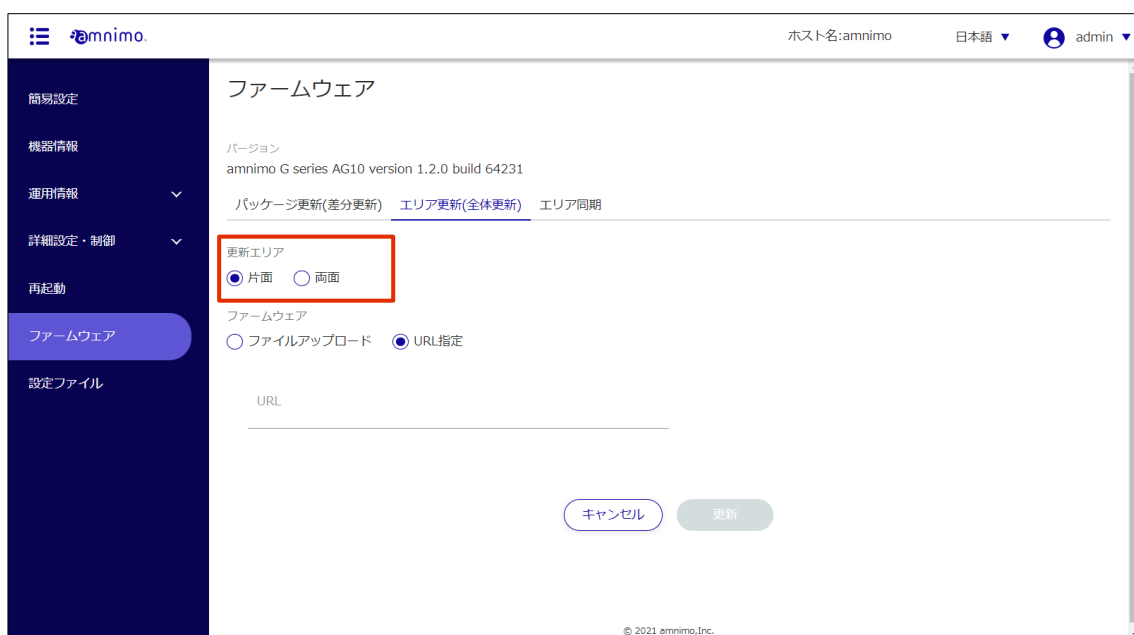 amnimo
ホスト名:amnimo 日本語 ▼ admin ▼
簡易設定
機器情報
運用情報
詳細設定・制御
再起動
ファームウェア
設定ファイル
ファームウェア
バージョン
amnimo G series AG10 version 1.2.0 build 64231
パッケージ更新(差分更新) エリア更新(全体更新) エリア同期
更新エリア
片面 両面
ファームウェア
ファイルアップロード URL指定
URL
キャンセル 更新
© 2021 amnimo,Inc.